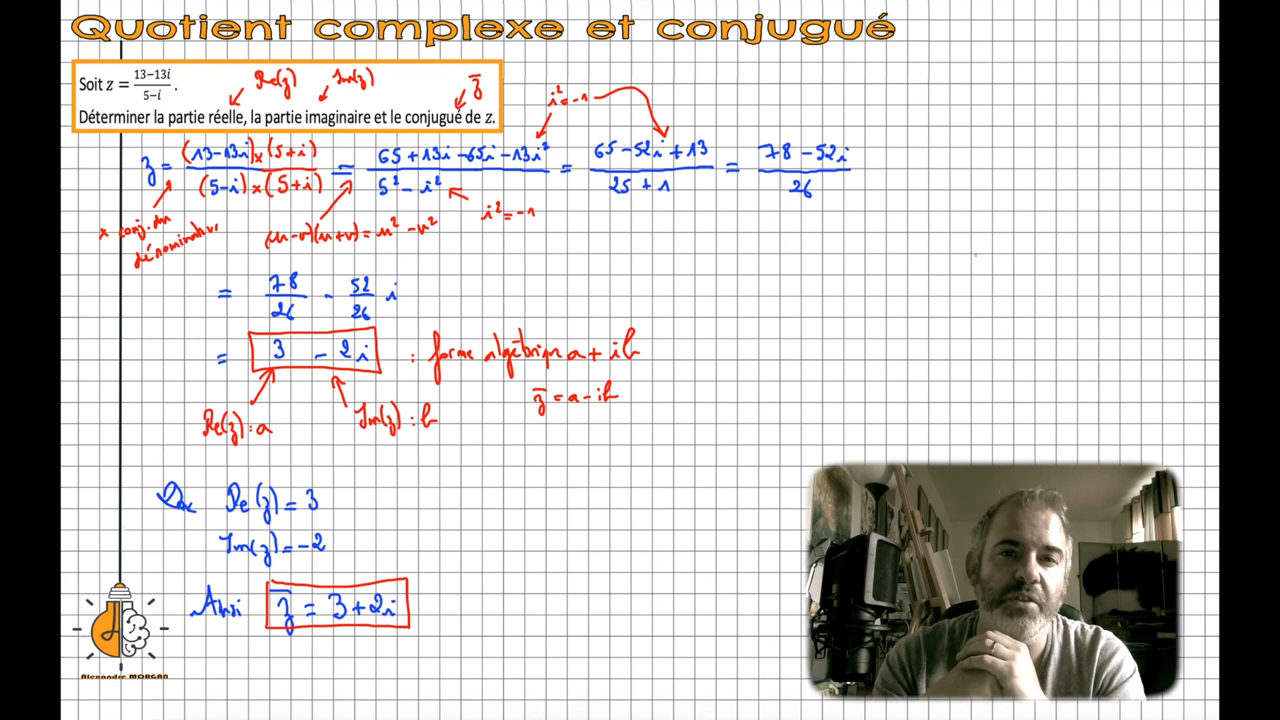 Quotient complexe et conjugué
Soit z = (13−13i)/(5−i).
Re(z) Im(z) z̅
Déterminer la partie réelle, la partie imaginaire et le conjugué de z.
i² = -1
z = ((13-13i)×(5+i))/((5-i)×(5+i)) = (65 + 13i - 65i - 13i²)/(5² - i²) = (65 - 52i + 13)/(25 + 1) = (78 - 52i)/26
× conj. du
dénominateur
(u-v)(u+v) = u² - v²
i² = -1
= 78/26 - 52/26 i
= 3 - 2i : forme algébrique a + ib
z̅ = a - ib
Re(z) : a
Im(z) : b
Donc Re(z) = 3
Im(z) = -2
Ainsi z̅ = 3 + 2i
Alexandre MORGAN